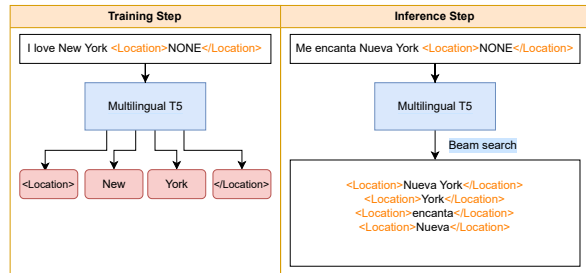 Training Step
I love New York <Location>NONE</Location>
Multilingual T5
<Location>
New
York
</Location>
Inference Step
Me encanta Nueva York <Location>NONE</Location>
Multilingual T5
Beam search
<Location>Nueva York</Location>
<Location>York</Location>
<Location>encanta</Location>
<Location>Nueva</Location>